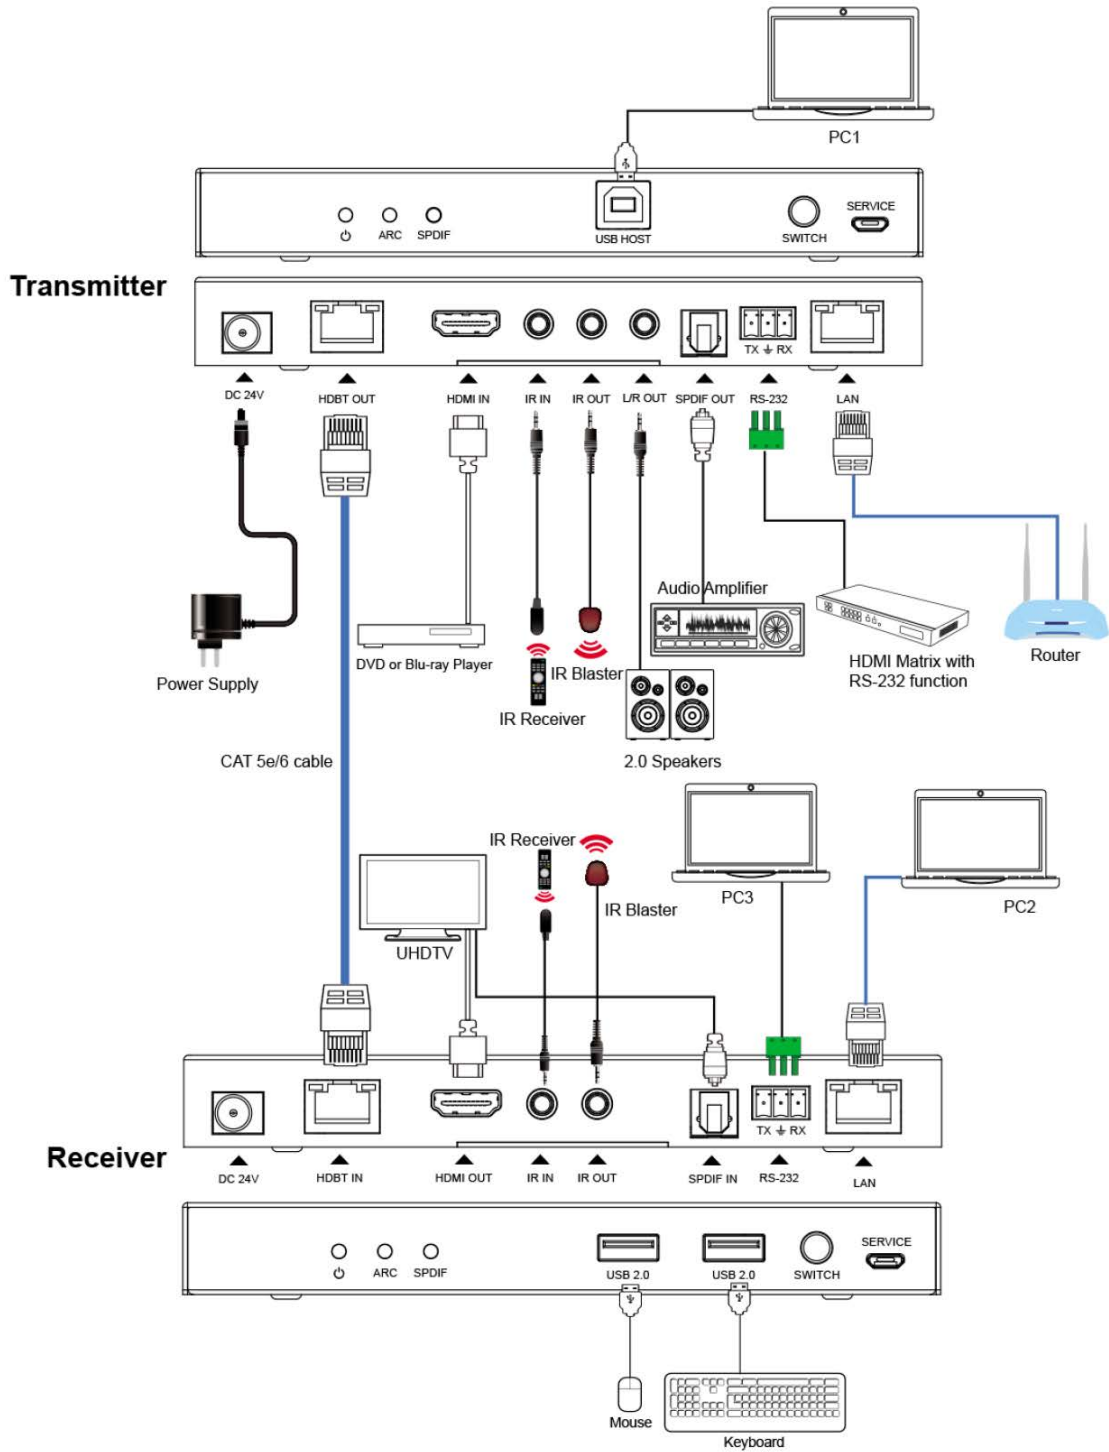 PC1
SERVICE
ARC SPDIF
USB HOST
SWITCH
Transmitter
TX RX
DC 24V
HDBT OUT
HDMI IN
IR IN
IR OUT
L/R OUT
SPDIF OUT
RS-232
LAN
Audio Amplifier
DVD or Blu-ray Player
IR Blaster
HDMI Matrix with
RS-232 function
Router
Power Supply
IR Receiver
CAT 5e/6 cable
2.0 Speakers
IR Receiver
PC3
PC2
IR Blaster
UHDTV
TX RX
Receiver
DC 24V
HDBT IN
HDMI OUT
IR IN
IR OUT
SPDIF IN
RS-232
LAN
SERVICE
ARC SPDIF
USB 2.0
USB 2.0
SWITCH
Mouse
Keyboard